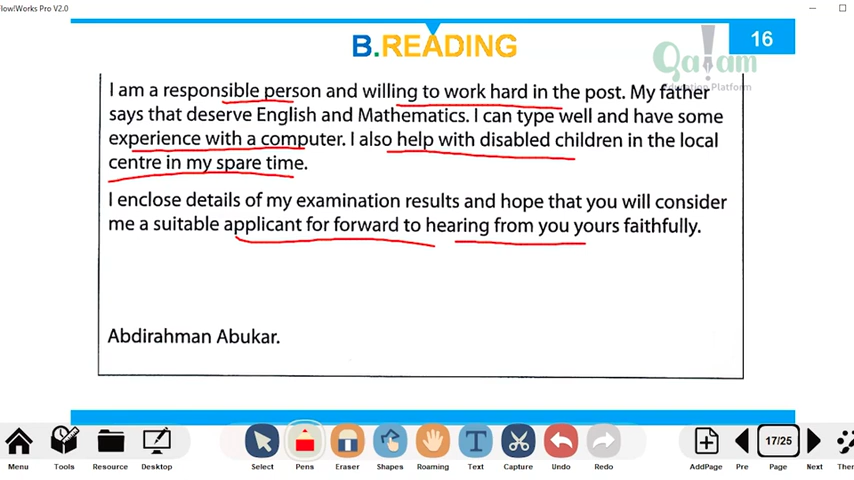 Flow!Works Pro V2.0
B.READING
16
Qalam
Education Platform
I am a responsible person and willing to work hard in the post. My father
says that deserve English and Mathematics. I can type well and have some
experience with a computer. I also help with disabled children in the local
centre in my spare time.
I enclose details of my examination results and hope that you will consider
me a suitable applicant for forward to hearing from you yours faithfully.
Abdirahman Abukar.
17/25
Menu Tools Resource Desktop Select Pens Eraser Shapes Roaming Text Capture Undo Redo AddPage Pre Page Next